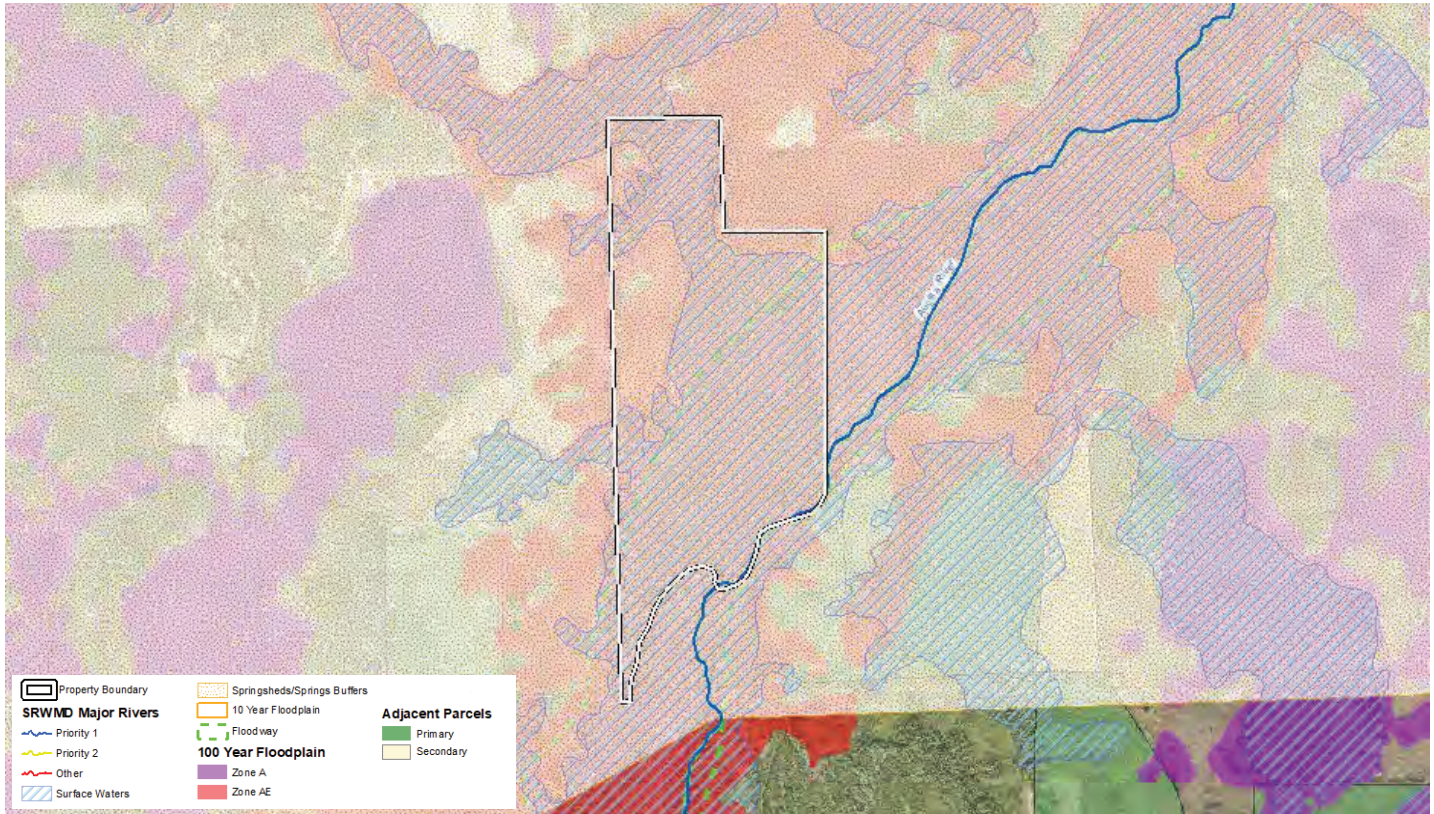 River
Property Boundary
SRWMD Major Rivers
Priority 1
Priority 2
Other
Surface Waters
Springsheds/Springs Buffers
10 Year Floodplain
Floodway
100 Year Floodplain
Zone A
Zone AE
Adjacent Parcels
Primary
Secondary